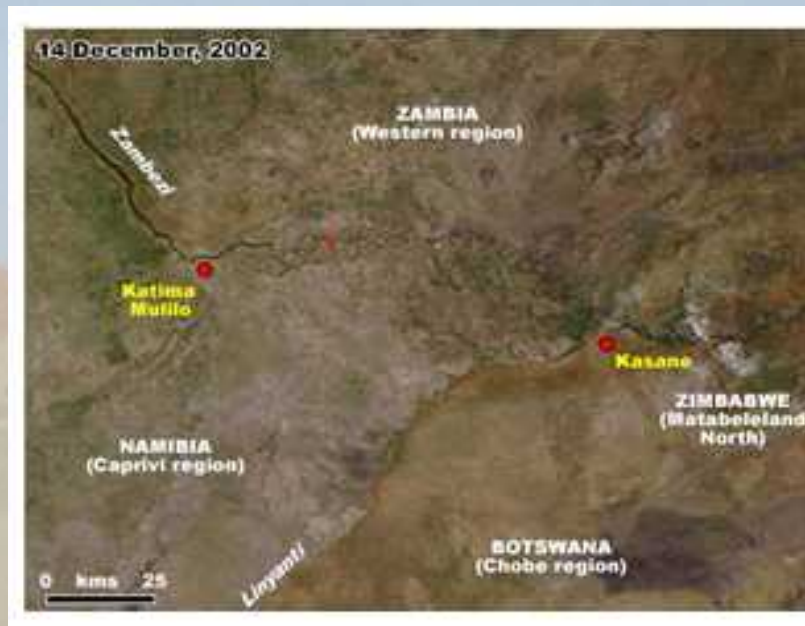 14 December, 2002
ZAMBIA
(Western region)
Zambezi
Katima
Mulilo
Kasane
ZIMBABWE
(Matabeleland
North)
NAMIBIA
(Caprivi region)
BOTSWANA
(Chobe region)
Linyanti
0 kms 25